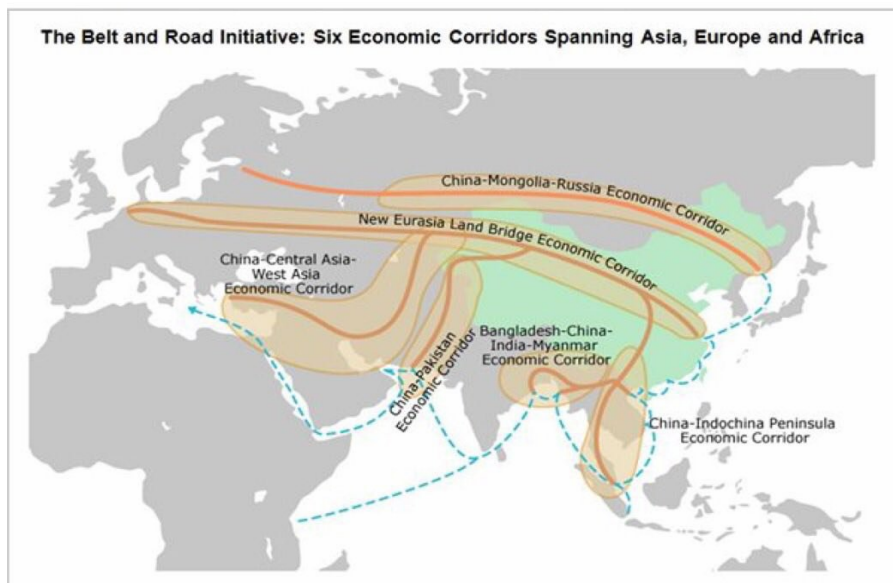 The Belt and Road Initiative: Six Economic Corridors Spanning Asia, Europe and Africa
China-Mongolia-Russia Economic Corridor
New Eurasia Land Bridge Economic Corridor
China-Central Asia-
West Asia
Economic Corridor
China-Pakistan
Economic Corridor
Bangladesh-China-
India-Myanmar
Economic Corridor
China-Indochina Peninsula
Economic Corridor